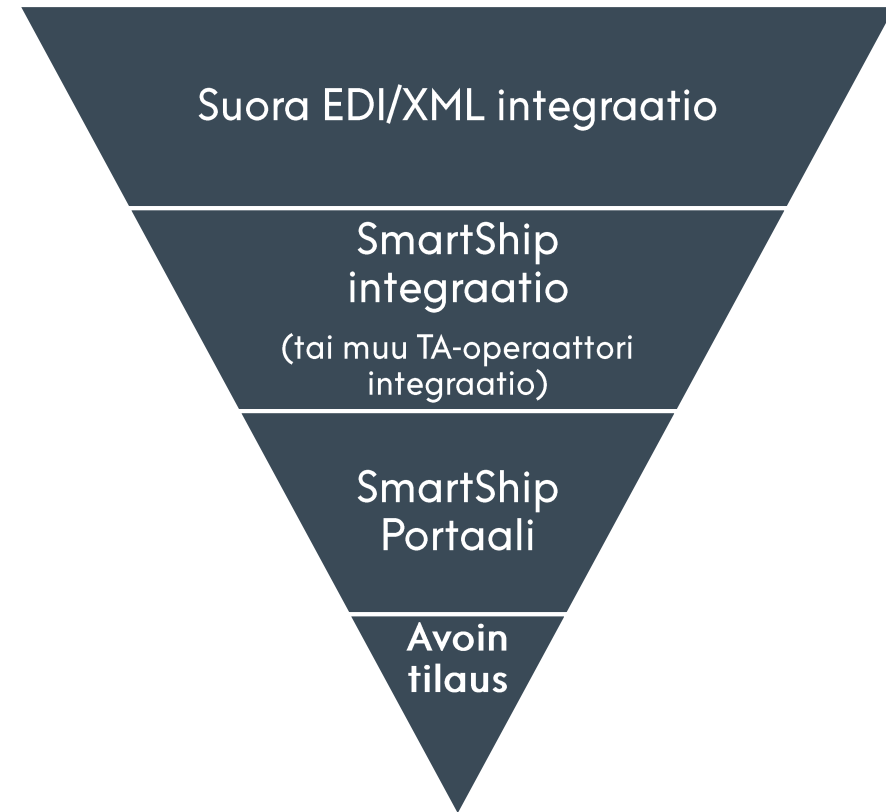 Suora EDI/XML integraatio
SmartShip
integraatio
(tai muu TA-operaattori
integraatio)
SmartShip
Portaali
Avoin
tilaus